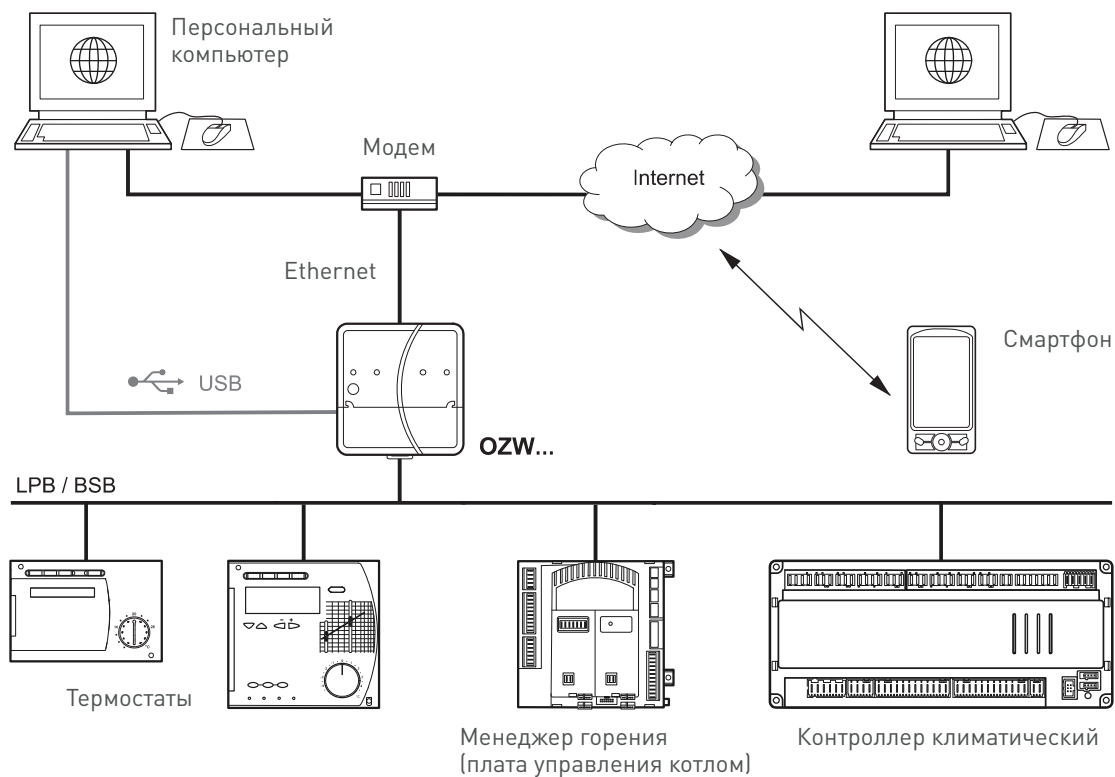 Персональный
компьютер
Модем
Internet
Ethernet
Смартфон
USB
OZW...
LPB / BSB
Термостаты
Менеджер горения
(плата управления котлом)
Контроллер климатический